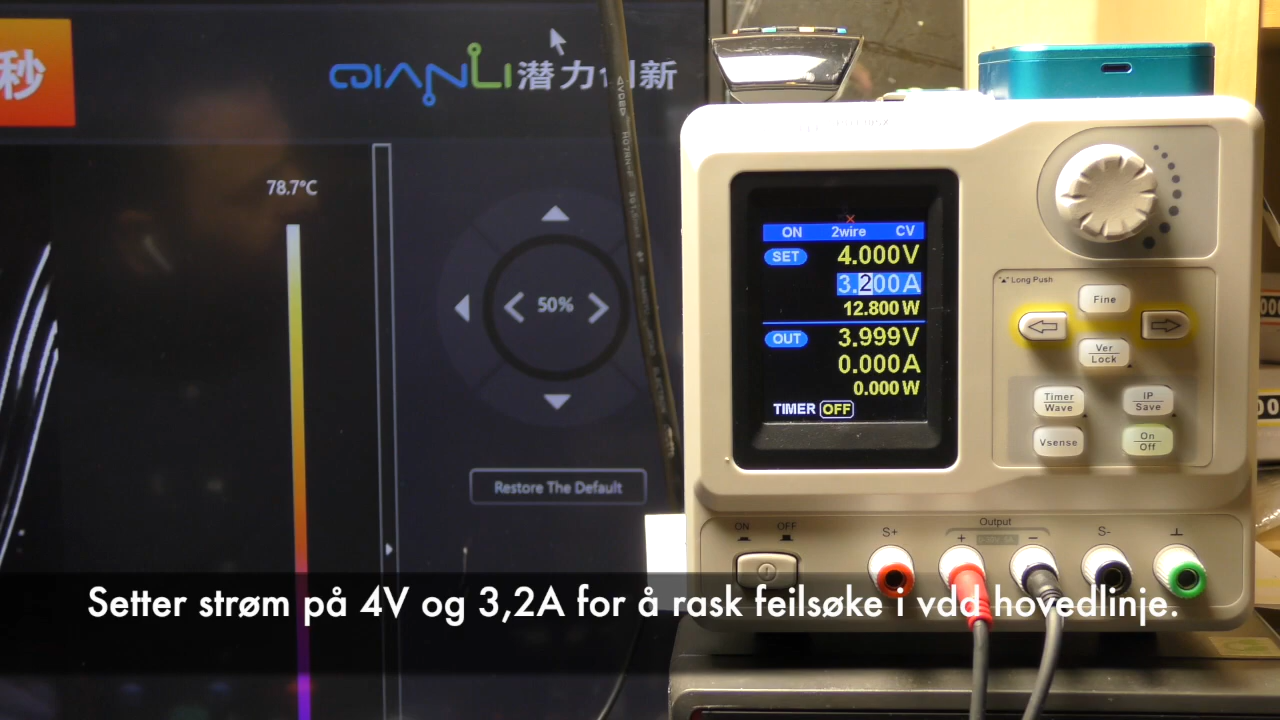 秒
QIANLI 潜力创新
78.7°C
50%
Restore The Default
ON 2wire CV
SET 4.000V
3.200A
12.800W
OUT 3.999V
0.000A
0.000W
TIMER OFF
Long Push
Fine
Ver
Lock
Timer
Wave
IP
Save
Vsense
On
Off
ON OFF
S+
Output
+ −
S-
Setter strøm på 4V og 3,2A for å rask feilsøke i vdd hovedlinje.